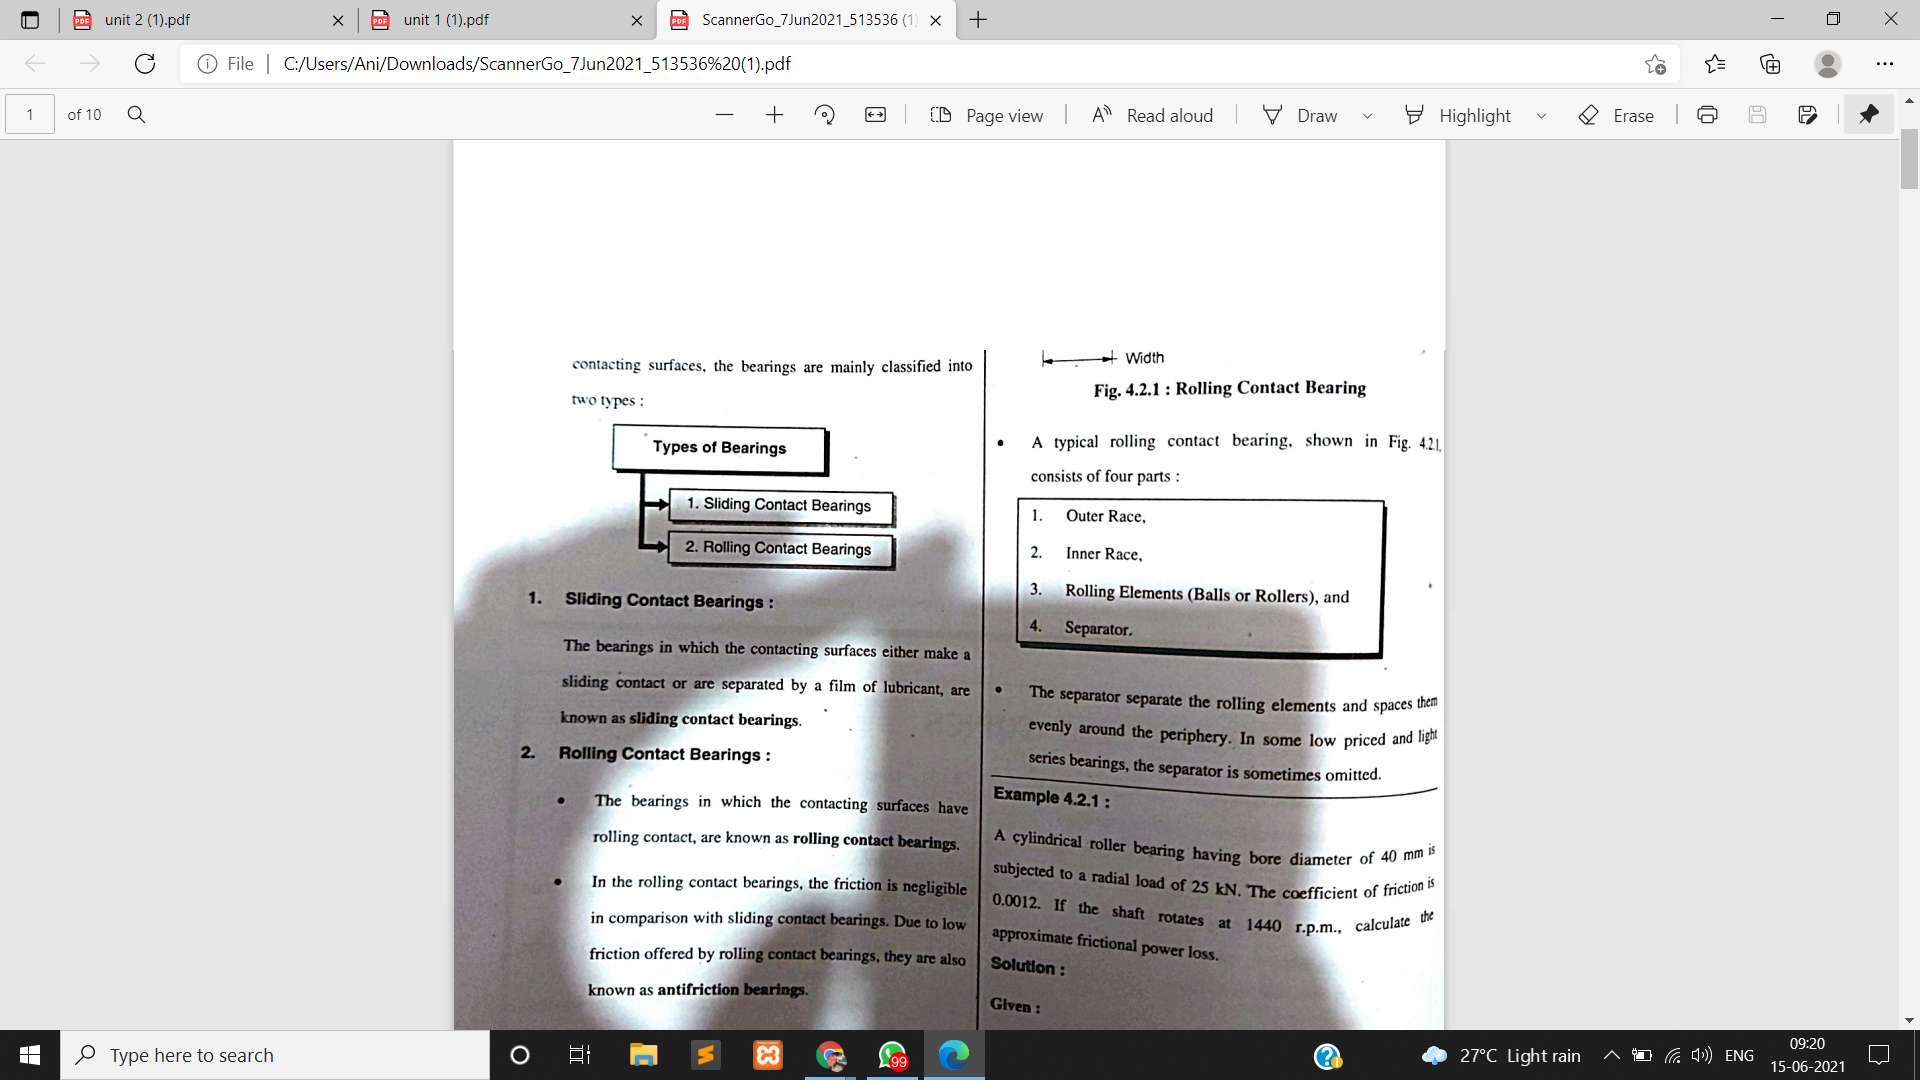 unit 2 (1).pdf
unit 1 (1).pdf
ScannerGo_7Jun2021_513536 (1)
File
C:/Users/Ani/Downloads/ScannerGo_7Jun2021_513536%20(1).pdf
1 of 10
Page view
Read aloud
Draw
Highlight
Erase
contacting surfaces, the bearings are mainly classified into
two types :
Types of Bearings
1. Sliding Contact Bearings
2. Rolling Contact Bearings
1. Sliding Contact Bearings :
The bearings in which the contacting surfaces either make a
sliding contact or are separated by a film of lubricant, are
known as sliding contact bearings.
2. Rolling Contact Bearings :
• The bearings in which the contacting surfaces have
rolling contact, are known as rolling contact bearings.
• In the rolling contact bearings, the friction is negligible
in comparison with sliding contact bearings. Due to low
friction offered by rolling contact bearings, they are also
known as antifriction bearings.
Width
Fig. 4.2.1 : Rolling Contact Bearing
• A typical rolling contact bearing, shown in Fig. 4.2.1,
consists of four parts :
1. Outer Race,
2. Inner Race,
3. Rolling Elements (Balls or Rollers), and
4. Separator.
• The separator separate the rolling elements and spaces them
evenly around the periphery. In some low priced and light
series bearings, the separator is sometimes omitted.
Example 4.2.1 :
A cylindrical roller bearing having bore diameter of 40 mm is
subjected to a radial load of 25 kN. The coefficient of friction is
0.0012. If the shaft rotates at 1440 r.p.m., calculate the
approximate frictional power loss.
Solution :
Given :
Type here to search
99
27°C Light rain
ENG
09:20
15-06-2021